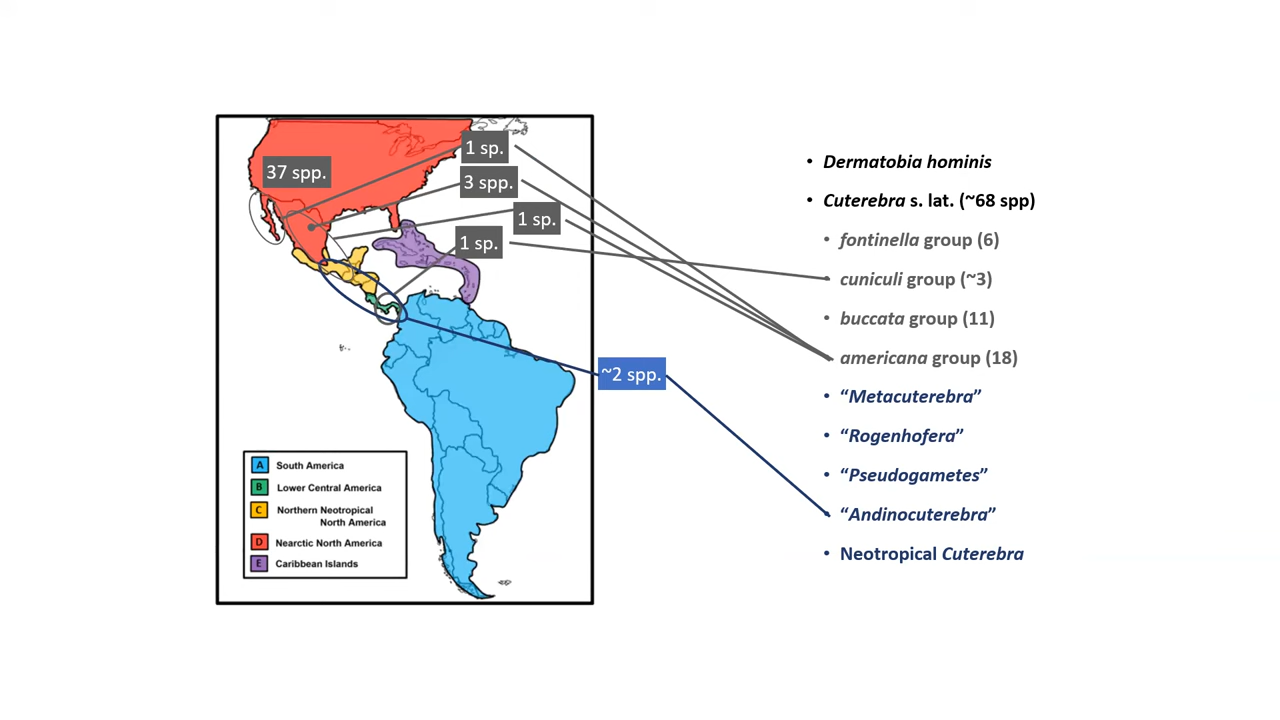 1 sp.
37 spp.
3 spp.
1 sp.
1 sp.
~2 spp.
A South America
B Lower Central America
C Northern Neotropical
North America
D Nearctic North America
E Caribbean Islands
• Dermatobia hominis
• Cuterebra s. lat. (~68 spp)
• fontinella group (6)
• cuniculi group (~3)
• buccata group (11)
• americana group (18)
• “Metacuterebra”
• “Rogenhofera”
• “Pseudogametes”
• “Andinocuterebra”
• Neotropical Cuterebra